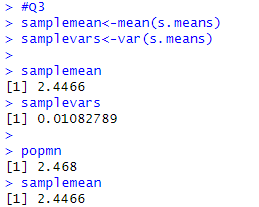 > #Q3
> samplemean<-mean(s.means)
> samplevars<-var(s.means)
>
> samplemean
[1] 2.4466
> samplevars
[1] 0.01082789
>
> popmn
[1] 2.468
> samplemean
[1] 2.4466